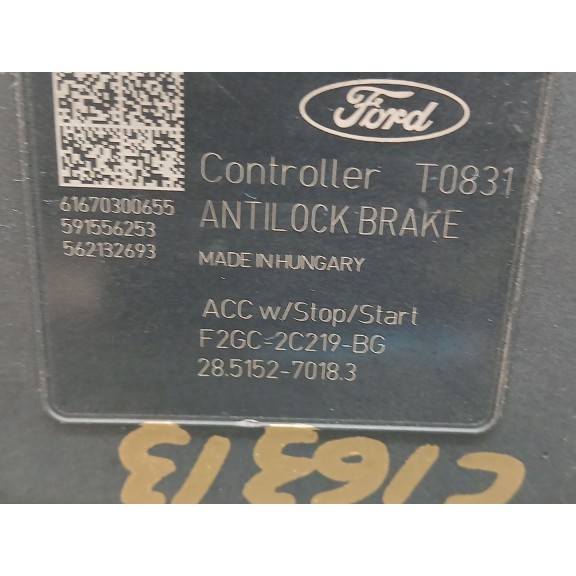 Ford
Controller T0831
61670300655
591556253
562132693
ANTILOCK BRAKE
MADE IN HUNGARY
ACC w/Stop/Start
F2GC-2C219-BG
28.5152-7018.3
C16313